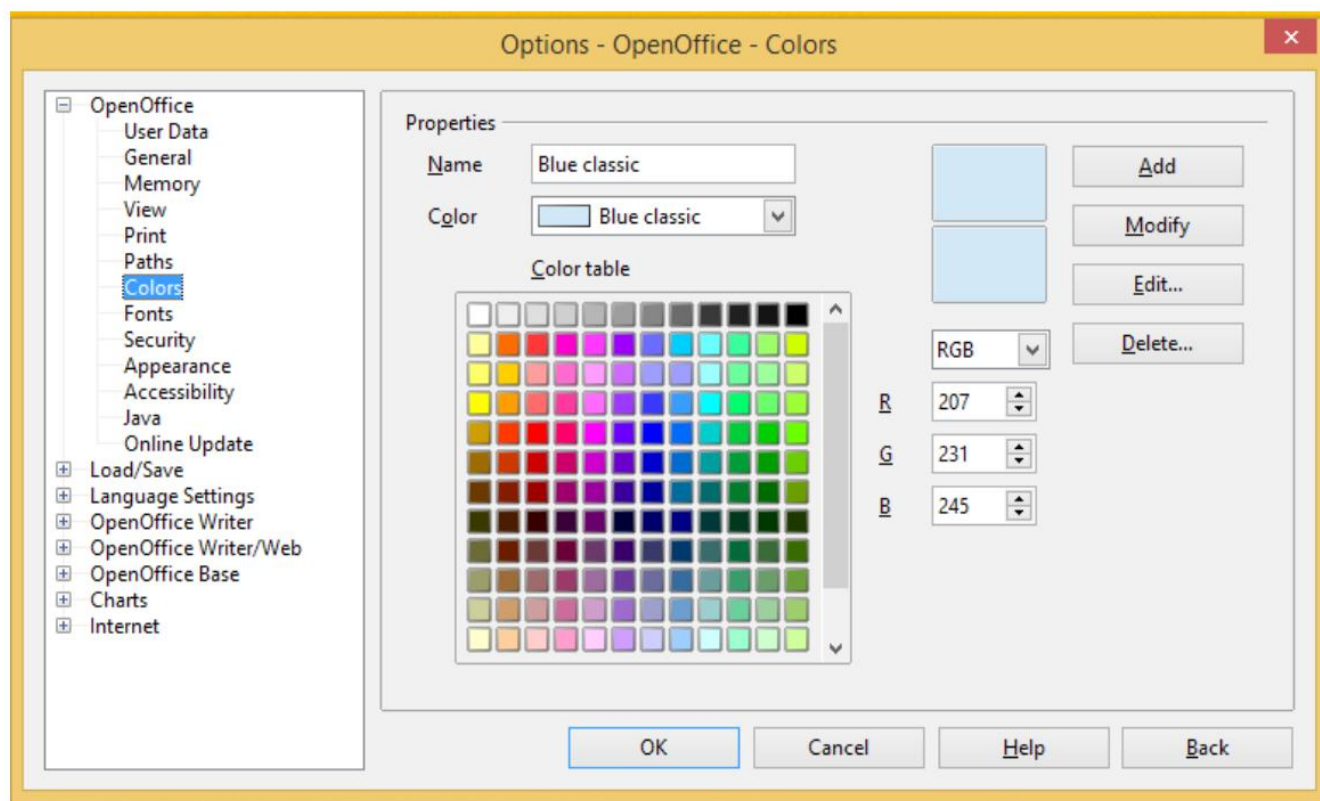 Options - OpenOffice - Colors
OpenOffice
User Data
General
Memory
View
Print
Paths
Colors
Fonts
Security
Appearance
Accessibility
Java
Online Update
Load/Save
Language Settings
OpenOffice Writer
OpenOffice Writer/Web
OpenOffice Base
Charts
Internet
Properties
Name Blue classic
Color Blue classic
Color table
Add
Modify
Edit...
Delete...
RGB
R 207
G 231
B 245
OK Cancel Help Back